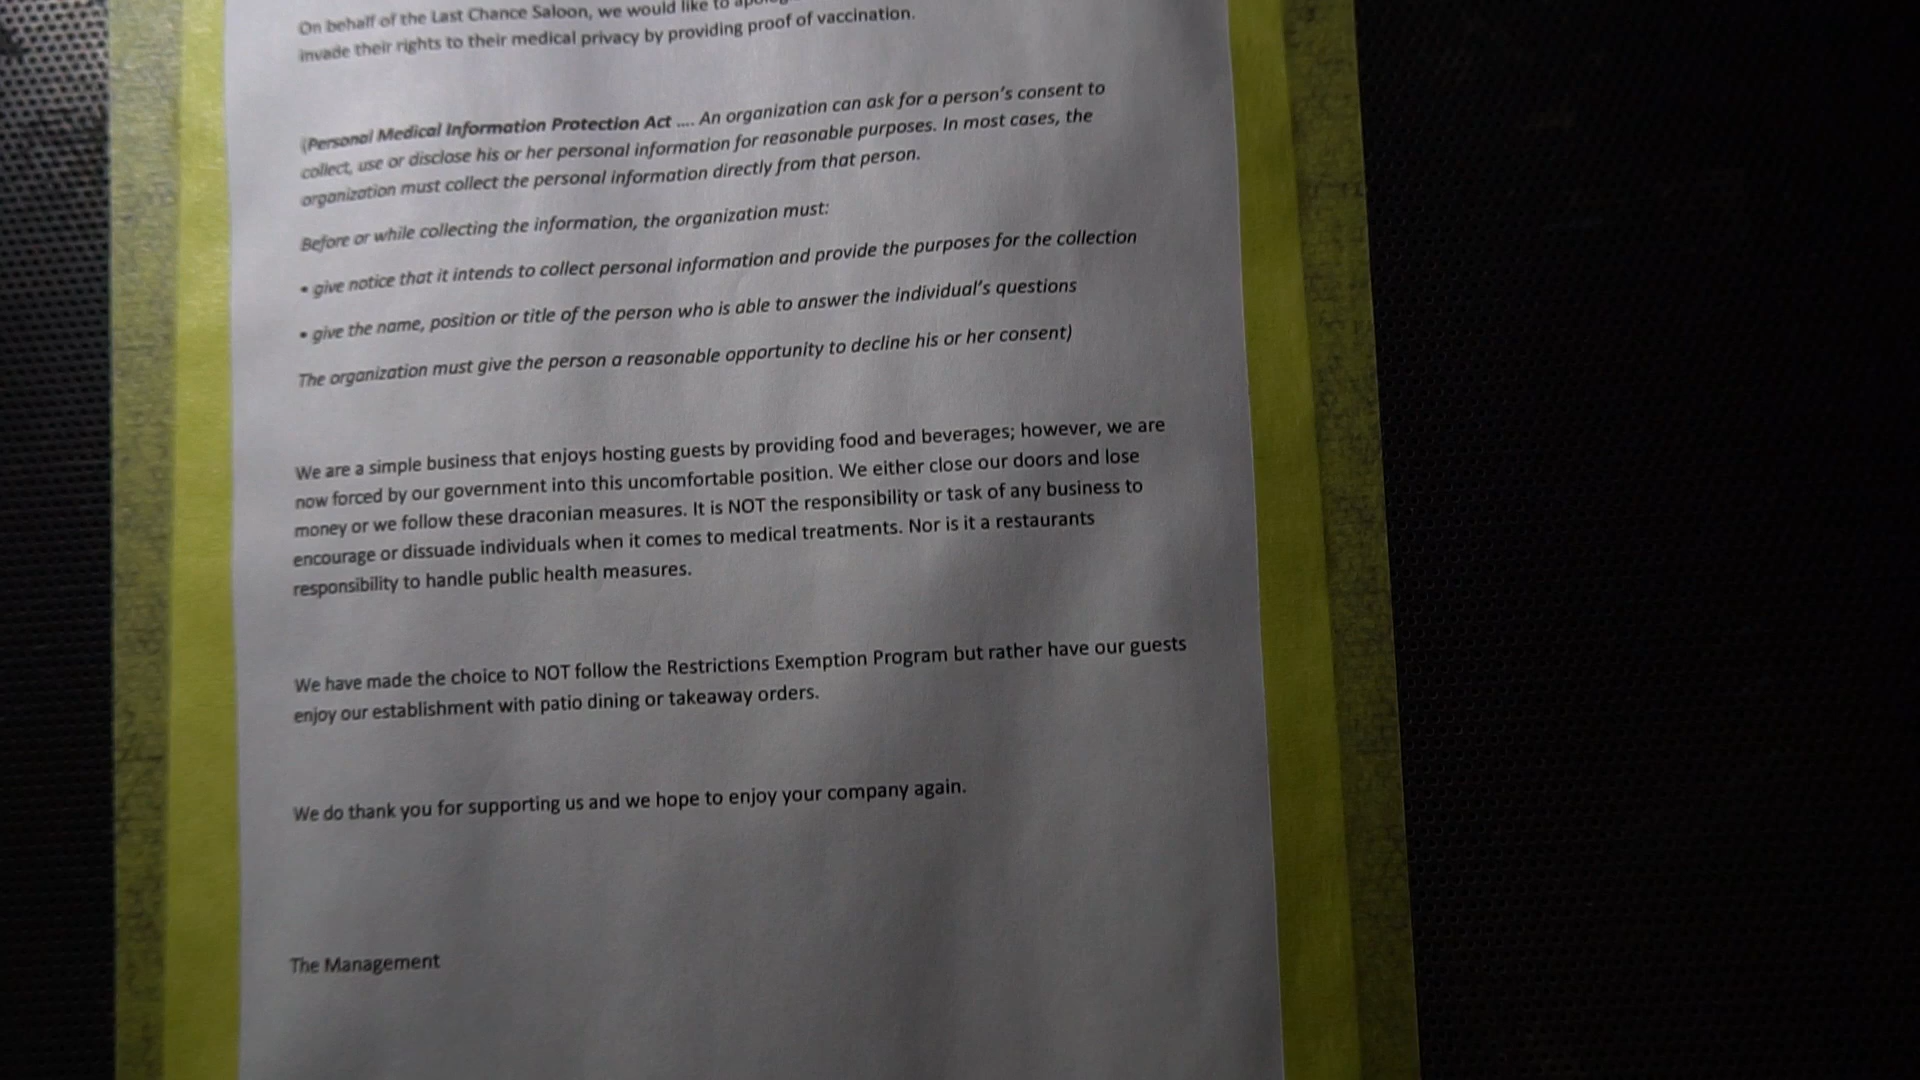 On behalf of the Last Chance Saloon, we would like to
invade their rights to their medical privacy by providing proof of vaccination.
(Personal Medical Information Protection Act .... An organization can ask for a person's consent to
collect, use or disclose his or her personal information for reasonable purposes. In most cases, the
organization must collect the personal information directly from that person.
Before or while collecting the information, the organization must:
• give notice that it intends to collect personal information and provide the purposes for the collection
• give the name, position or title of the person who is able to answer the individual's questions
The organization must give the person a reasonable opportunity to decline his or her consent)
We are a simple business that enjoys hosting guests by providing food and beverages; however, we are
now forced by our government into this uncomfortable position. We either close our doors and lose
money or we follow these draconian measures. It is NOT the responsibility or task of any business to
encourage or dissuade individuals when it comes to medical treatments. Nor is it a restaurants
responsibility to handle public health measures.
We have made the choice to NOT follow the Restrictions Exemption Program but rather have our guests
enjoy our establishment with patio dining or takeaway orders.
We do thank you for supporting us and we hope to enjoy your company again.
The Management